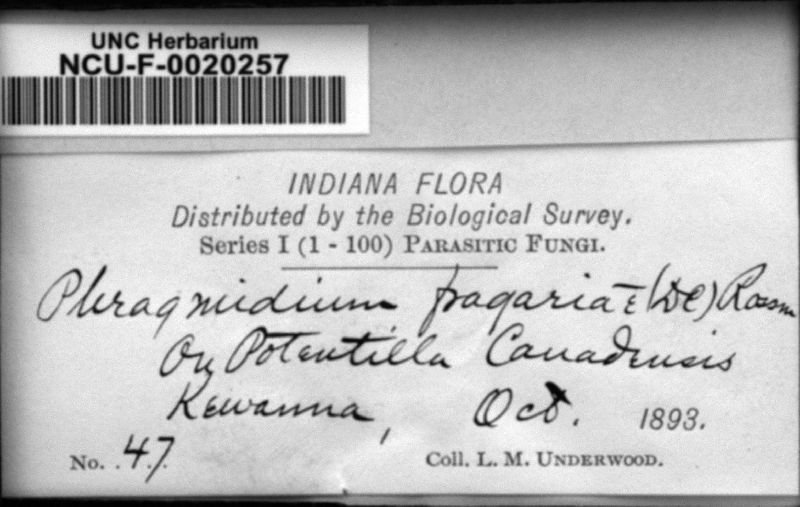 UNC Herbarium
NCU-F-0020257
INDIANA FLORA
Distributed by the Biological Survey.
Series I (1 - 100) PARASITIC FUNGI.
Phragmidium fragariae (DC) Rossm
On Potentilla Canadensis
Kewanna, Oct. 1893.
No. 47. Coll. L. M. UNDERWOOD.